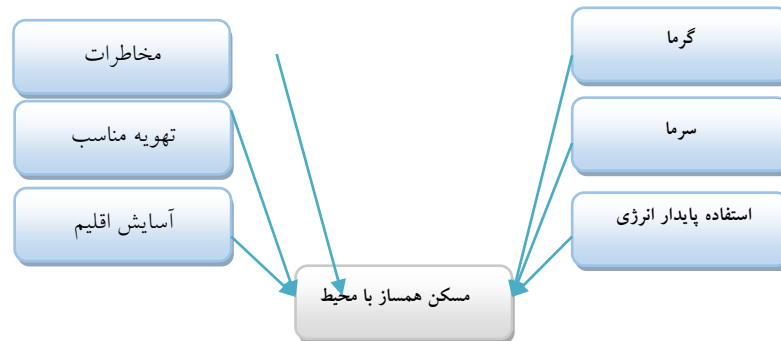 گرما
مخاطرات
سرما
تهویه مناسب
استفاده پایدار انرژی
آسایش اقلیم
مسکن همساز با محیط